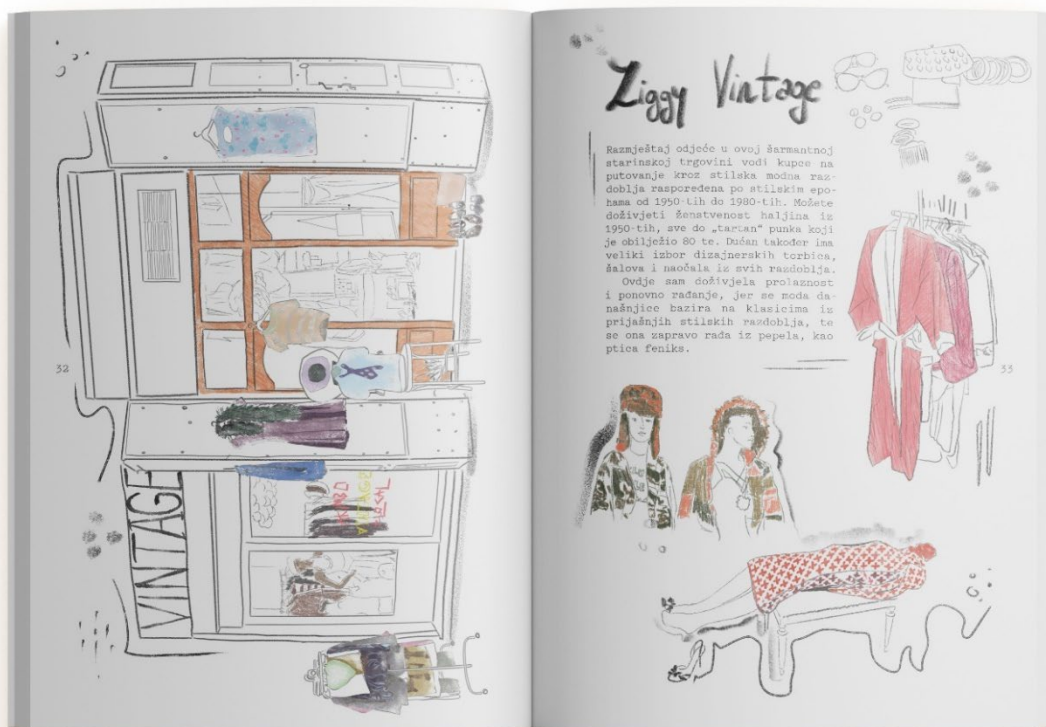 32
VINTAGE
VINTAGE
Ziggy Vintage
Razmještaj odjeće u ovoj šarmantnoj
starinskoj trgovini vodi kupce na
putovanje kroz stilska modna raz-
doblja raspoređena po stilskim epo-
hama od 1950-tih do 1980-tih. Možete
doživjeti ženstvenost haljina iz
1950-tih, sve do „tartan“ punka koji
je obilježio 80 te. Dućan također ima
veliki izbor dizajnerskih torbica,
šalova i naočala iz svih razdoblja.
Ovdje sam doživjela prolaznost
i ponovno rađanje, jer se moda da-
našnjice bazira na klasicima iz
prijašnjih stilskih razdoblja, te
se ona zapravo rađa iz pepela, kao
ptica feniks.
33